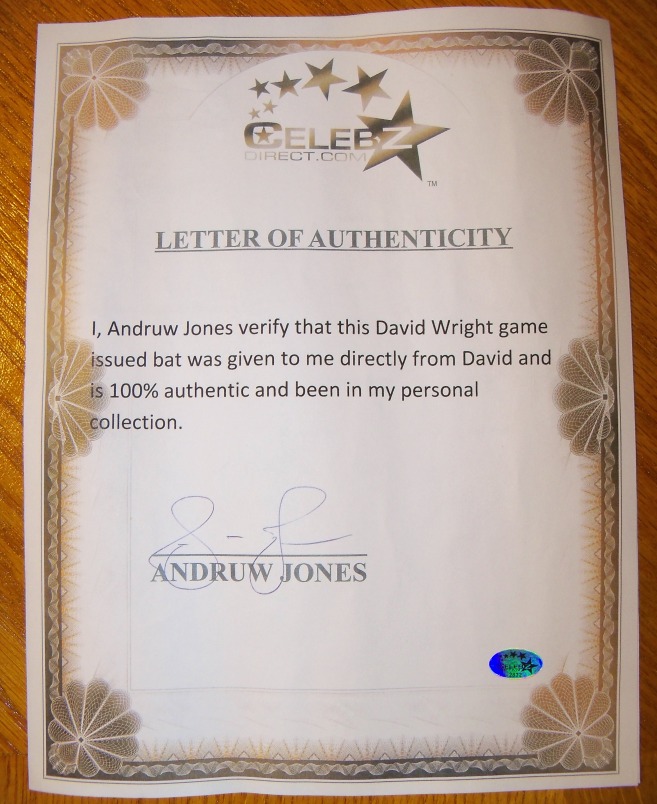 CELEBZ
DIRECT.COM
TM
LETTER OF AUTHENTICITY
I, Andruw Jones verify that this David Wright game
issued bat was given to me directly from David and
is 100% authentic and been in my personal
collection.
ANDRUW JONES